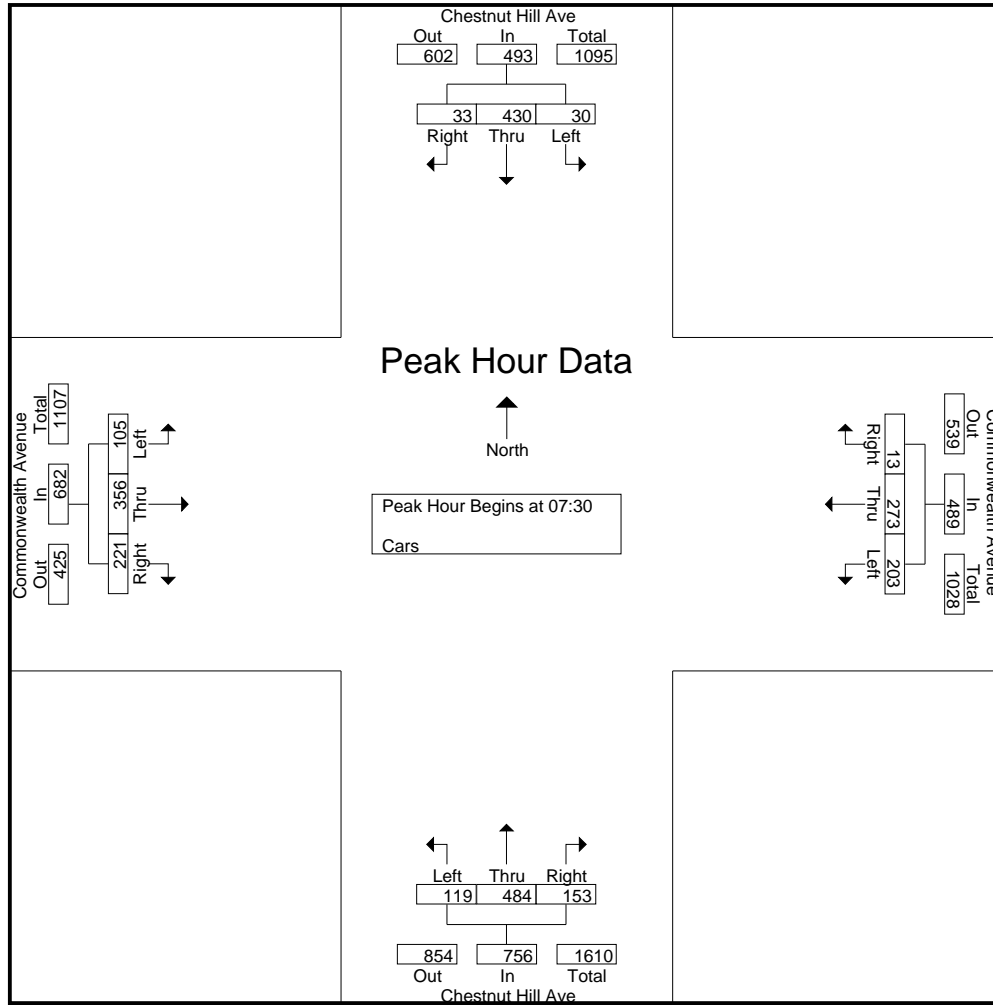 Chestnut Hill Ave
Out In Total
602 493 1095
33 430 30
Right Thru Left
Peak Hour Data
North
Peak Hour Begins at 07:30
Cars
Commonwealth Avenue
Total In Out
1107 682 425
105 356 221
Left Thru Right
Commonwealth Avenue
Out In Total
539 489 1028
13 273 203
Right Thru Left
Left Thru Right
119 484 153
854 756 1610
Out In Total
Chestnut Hill Ave